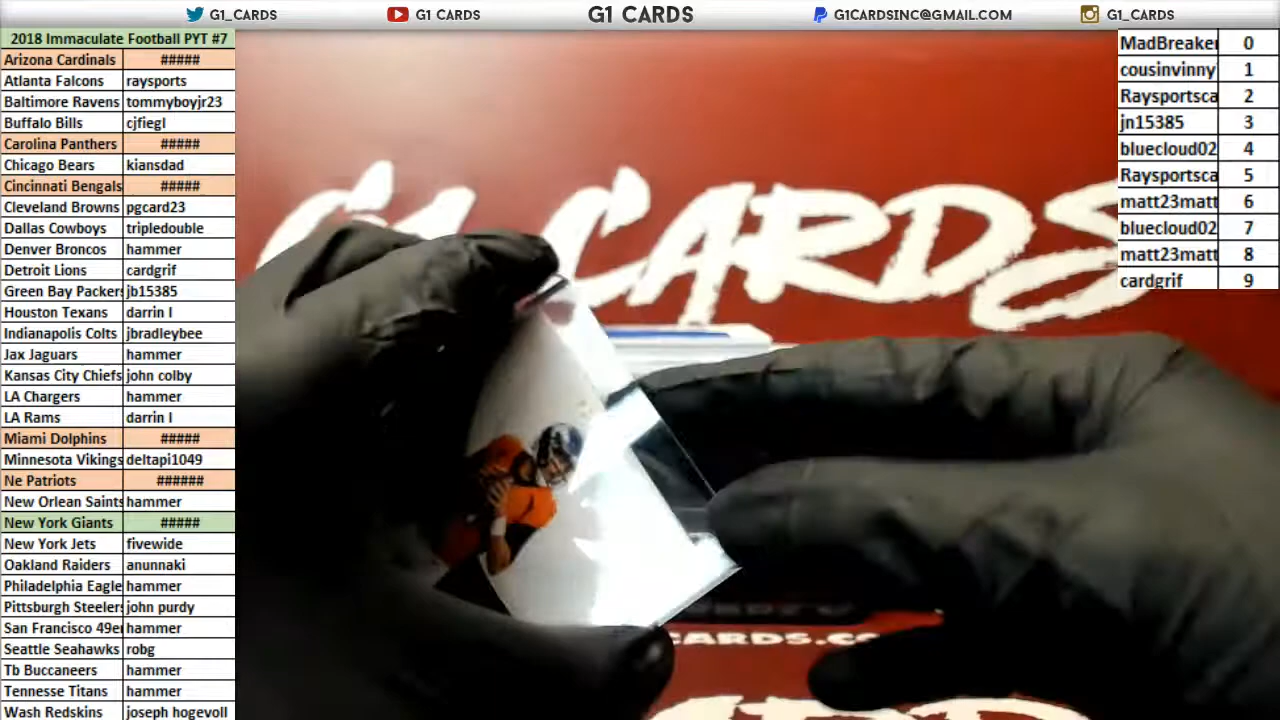 G1_CARDS G1 CARDS G1 CARDS G1CARDSINC@GMAIL.COM G1_CARDS
2018 Immaculate Football PYT #7
Arizona Cardinals #####
Atlanta Falcons raysports
Baltimore Ravens tommyboyjr23
Buffalo Bills cjfiegl
Carolina Panthers #####
Chicago Bears kiansdad
Cincinnati Bengals #####
Cleveland Browns pgcard23
Dallas Cowboys tripledouble
Denver Broncos hammer
Detroit Lions cardgrif
Green Bay Packers jb15385
Houston Texans darrin l
Indianapolis Colts jbradleybee
Jax Jaguars hammer
Kansas City Chiefs john colby
LA Chargers hammer
LA Rams darrin l
Miami Dolphins #####
Minnesota Vikings deltapi1049
Ne Patriots ######
New Orlean Saints hammer
New York Giants #####
New York Jets fivewide
Oakland Raiders anunnaki
Philadelphia Eagle hammer
Pittsburgh Steelers john purdy
San Francisco 49e hammer
Seattle Seahawks robg
Tb Buccaneers hammer
Tennesse Titans hammer
Wash Redskins joseph hogevoll
MadBreaker 0
cousinvinny 1
Raysportsca 2
jn15385 3
bluecloud02 4
Raysportsca 5
matt23matt 6
bluecloud02 7
matt23matt 8
cardgrif 9
G1 CARDS